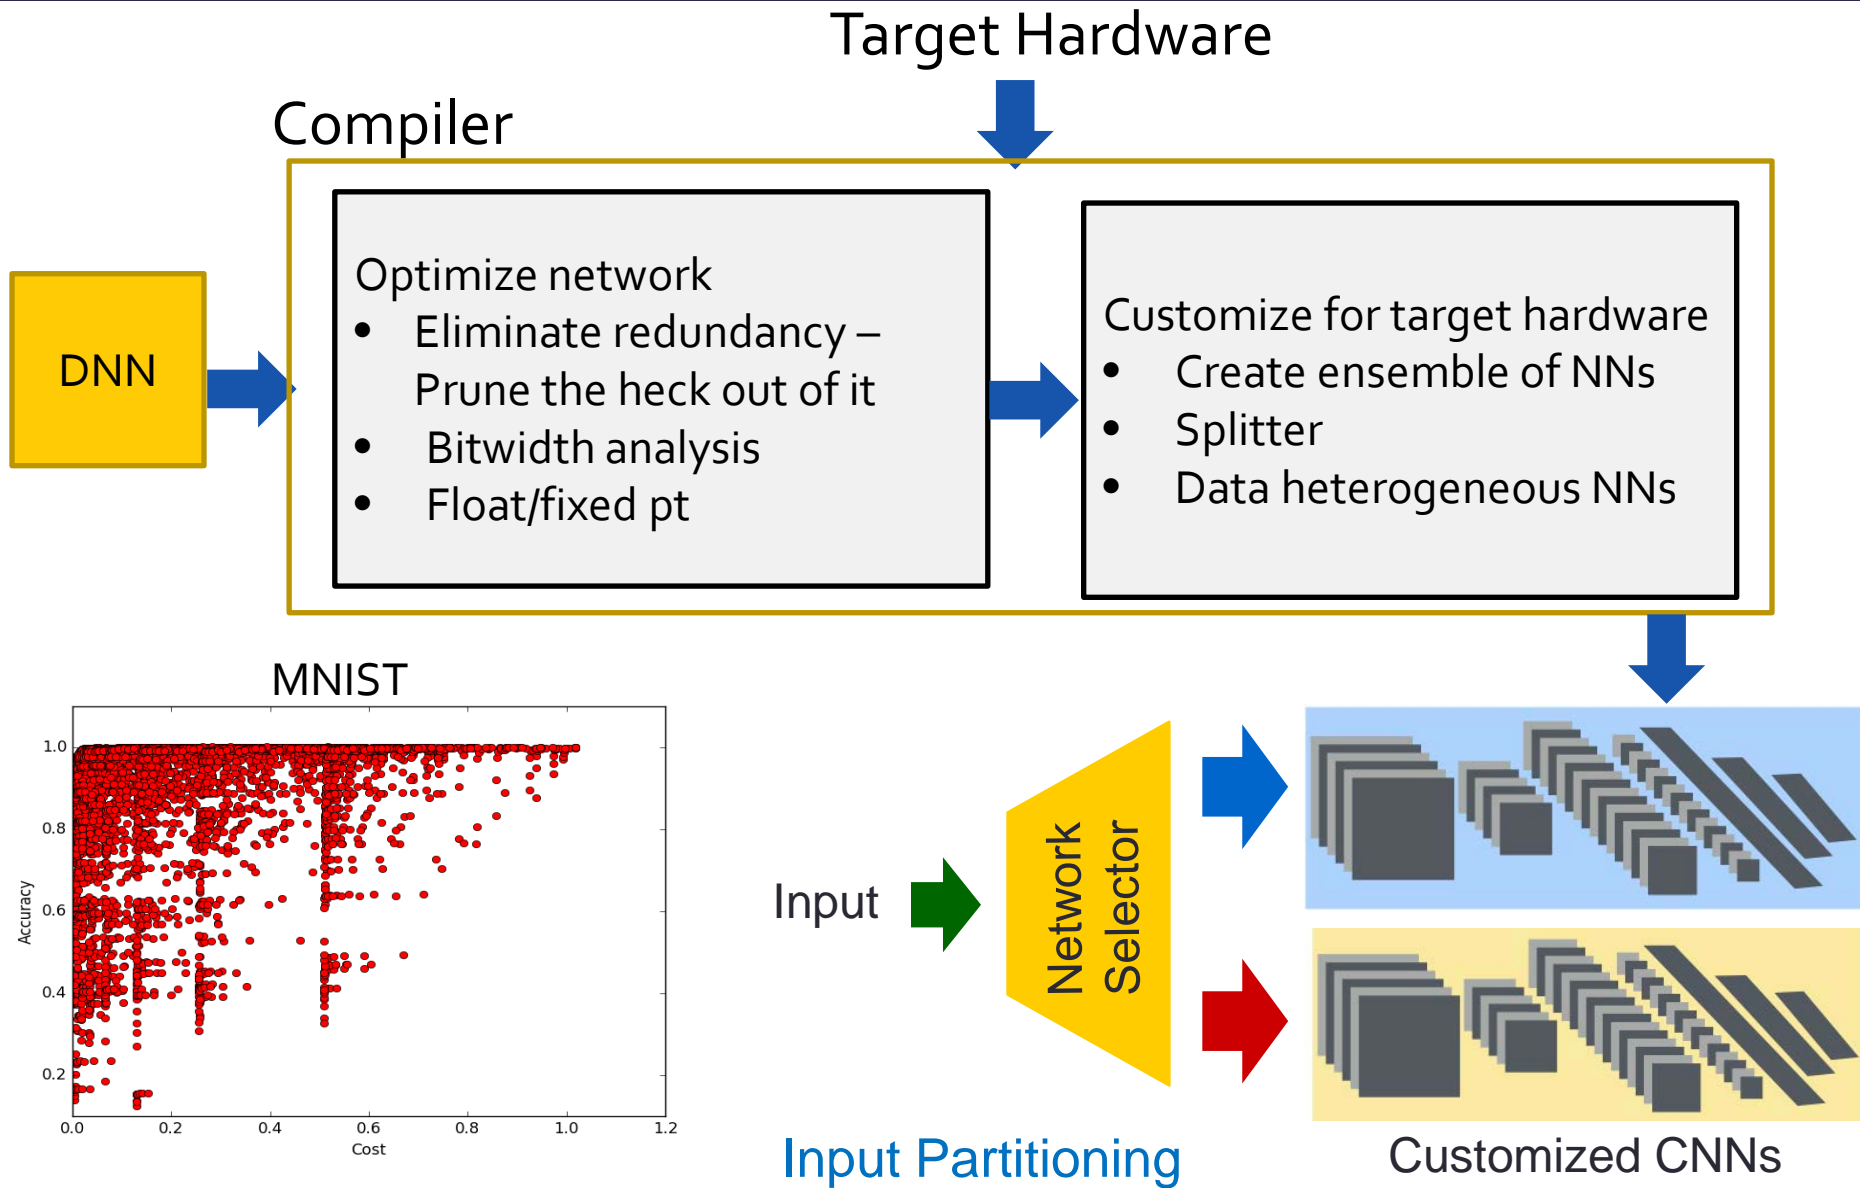 Target Hardware
Compiler
DNN
Optimize network
• Eliminate redundancy –
Prune the heck out of it
• Bitwidth analysis
• Float/fixed pt
Customize for target hardware
• Create ensemble of NNs
• Splitter
• Data heterogeneous NNs
MNIST
1.0
0.8
0.6
0.4
0.2
Accuracy
0.0 0.2 0.4 0.6 0.8 1.0 1.2
Cost
Input
Network
Selector
Input Partitioning
Customized CNNs